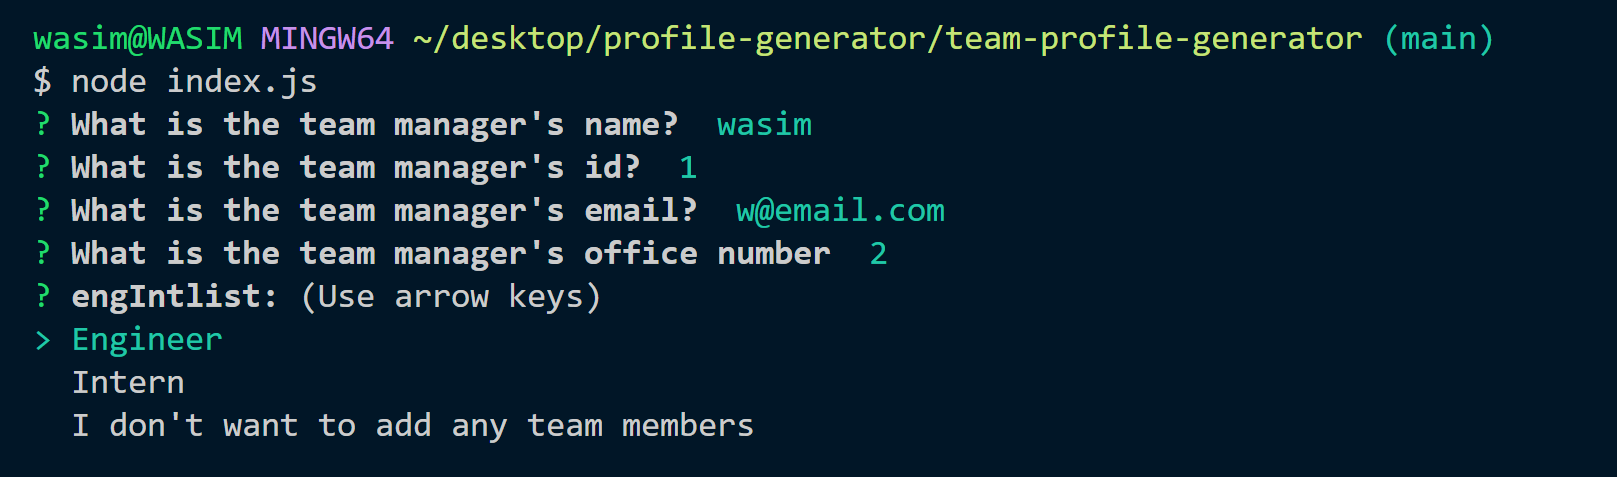 wasim@WASIM MINGW64 ~/desktop/profile-generator/team-profile-generator (main)
$ node index.js
? What is the team manager's name?  wasim
? What is the team manager's id?  1
? What is the team manager's email?  w@email.com
? What is the team manager's office number  2
? engIntlist: (Use arrow keys)
> Engineer
  Intern
  I don't want to add any team members